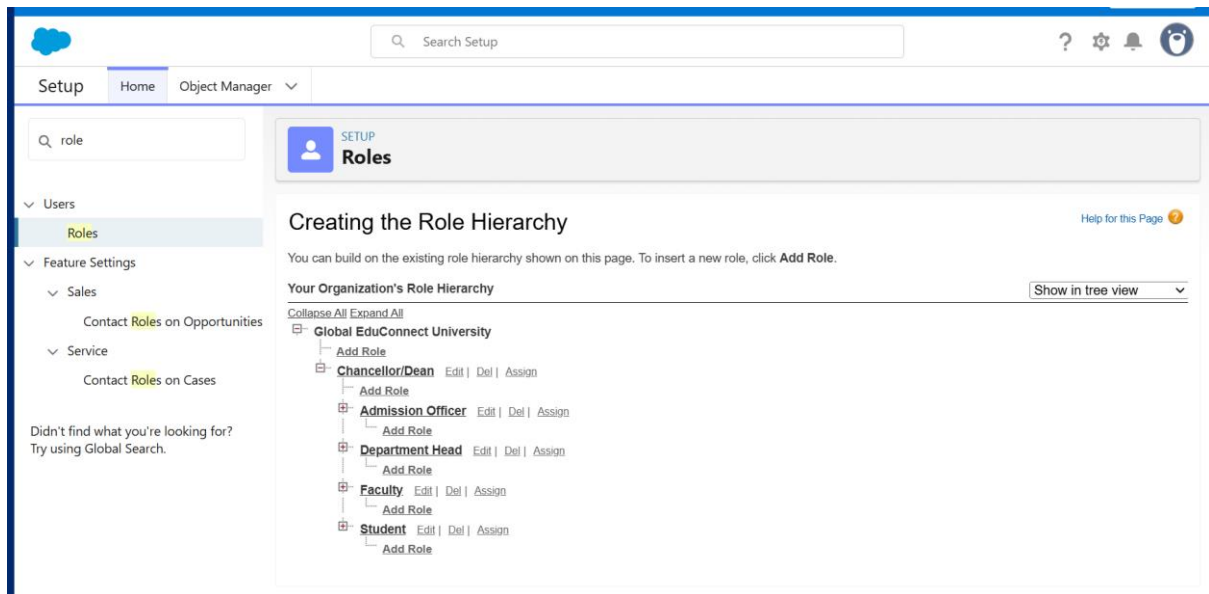 Search Setup
Setup Home Object Manager
role
SETUP
Roles
Users
Roles
Feature Settings
Sales
Contact Roles on Opportunities
Service
Contact Roles on Cases
Didn't find what you're looking for?
Try using Global Search.
Creating the Role Hierarchy
Help for this Page
You can build on the existing role hierarchy shown on this page. To insert a new role, click Add Role.
Your Organization's Role Hierarchy
Show in tree view
Collapse All Expand All
Global EduConnect University
Add Role
Chancellor/Dean Edit | Del | Assign
Add Role
Admission Officer Edit | Del | Assign
Add Role
Department Head Edit | Del | Assign
Add Role
Faculty Edit | Del | Assign
Add Role
Student Edit | Del | Assign
Add Role